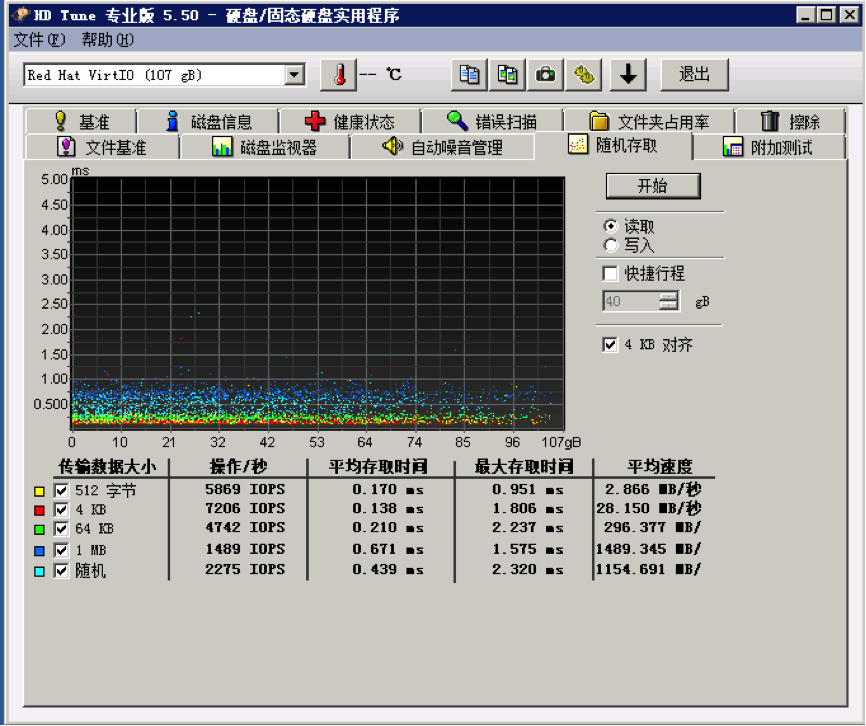 HD Tune 专业版 5.50 - 硬盘/固态硬盘实用程序
文件(F) 帮助(H)
Red Hat VirtIO (107 gB) -- ℃ 退出
基准 磁盘信息 健康状态 错误扫描 文件夹占用率 擦除
文件基准 磁盘监视器 自动噪音管理 随机存取 附加测试
ms
5.00
4.50
4.00
3.50
3.00
2.50
2.00
1.50
1.00
0.500
0 10 21 32 42 53 64 74 85 96 107gB
开始
读取
写入
快捷行程
40 gB
4 KB 对齐
传输数据大小 操作/秒 平均存取时间 最大存取时间 平均速度
512 字节 5869 IOPS 0.170 ms 0.951 ms 2.866 MB/秒
4 KB 7206 IOPS 0.138 ms 1.806 ms 28.150 MB/秒
64 KB 4742 IOPS 0.210 ms 2.237 ms 296.377 MB/
1 MB 1489 IOPS 0.671 ms 1.575 ms 1489.345 MB/
随机 2275 IOPS 0.439 ms 2.320 ms 1154.691 MB/